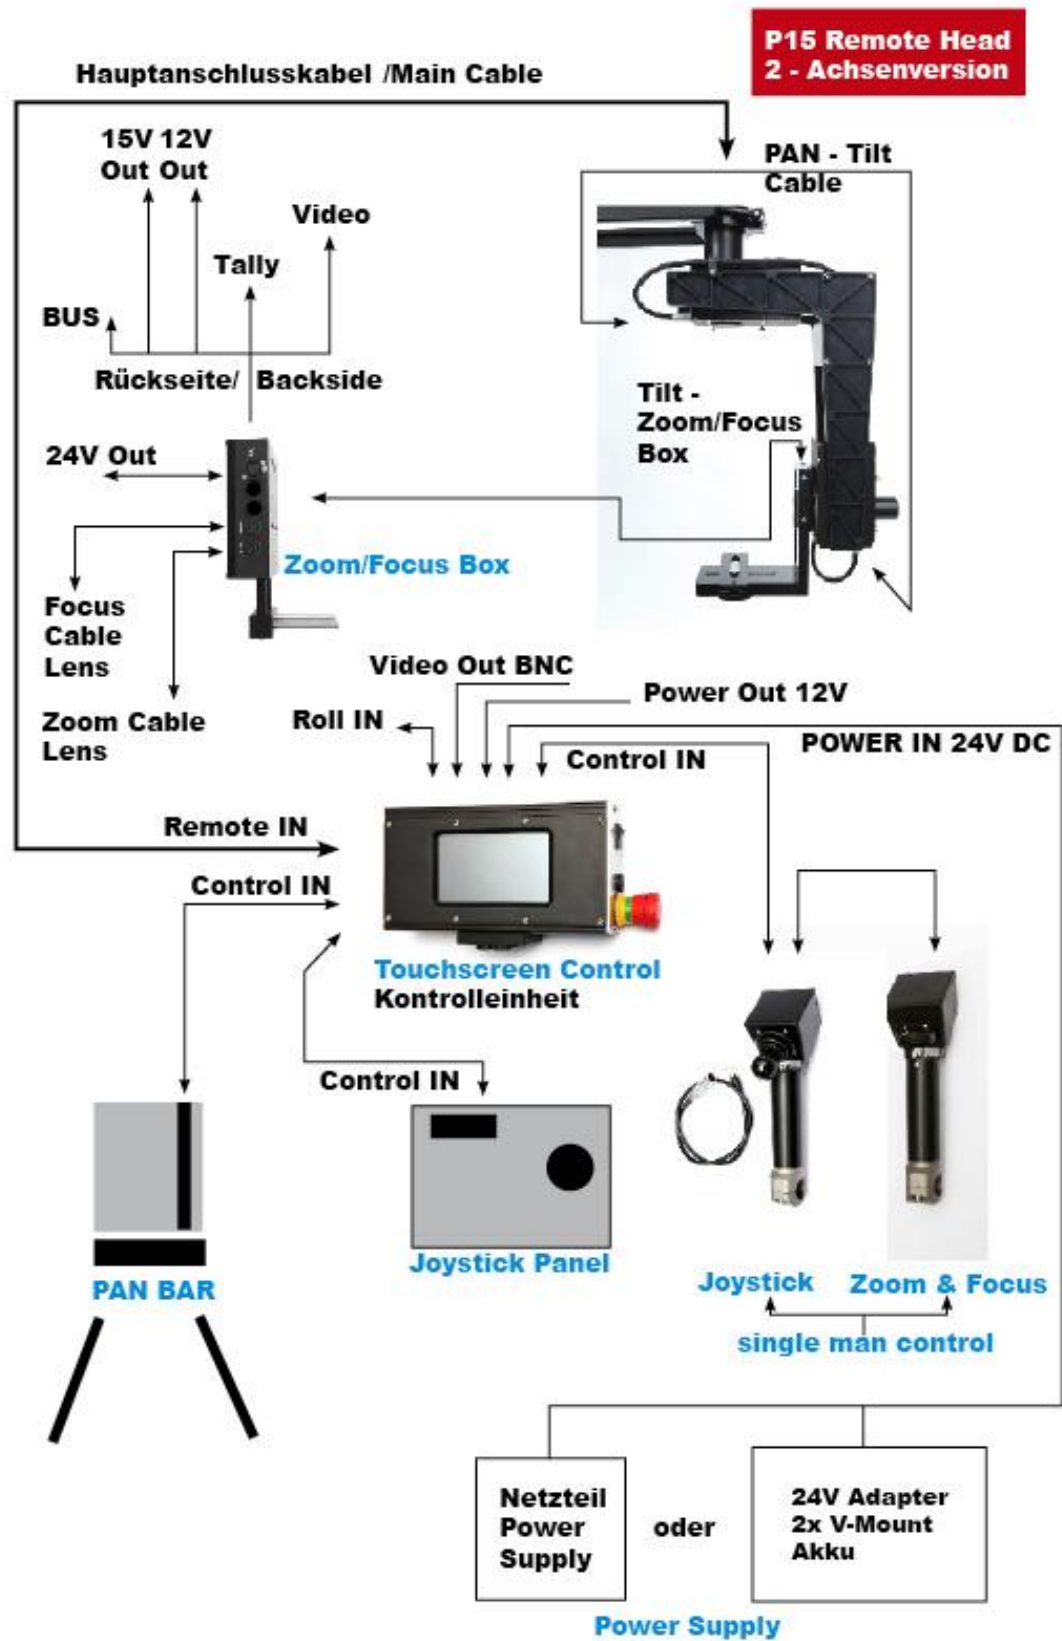 P15 Remote Head
2 - Achsenversion
Hauptanschlusskabel /Main Cable
15V 12V
Out Out
PAN - Tilt
Cable
Video
Tally
BUS
Rückseite/ Backside
Tilt -
Zoom/Focus
Box
24V Out
Zoom/Focus Box
Focus
Cable
Lens
Zoom Cable
Lens
Video Out BNC
Power Out 12V
Roll IN
POWER IN 24V DC
Control IN
Remote IN
Control IN
Touchscreen Control
Kontrolleinheit
Control IN
Joystick Panel
PAN BAR
Joystick
Zoom & Focus
single man control
Netzteil
Power
Supply
oder
24V Adapter
2x V-Mount
Akku
Power Supply